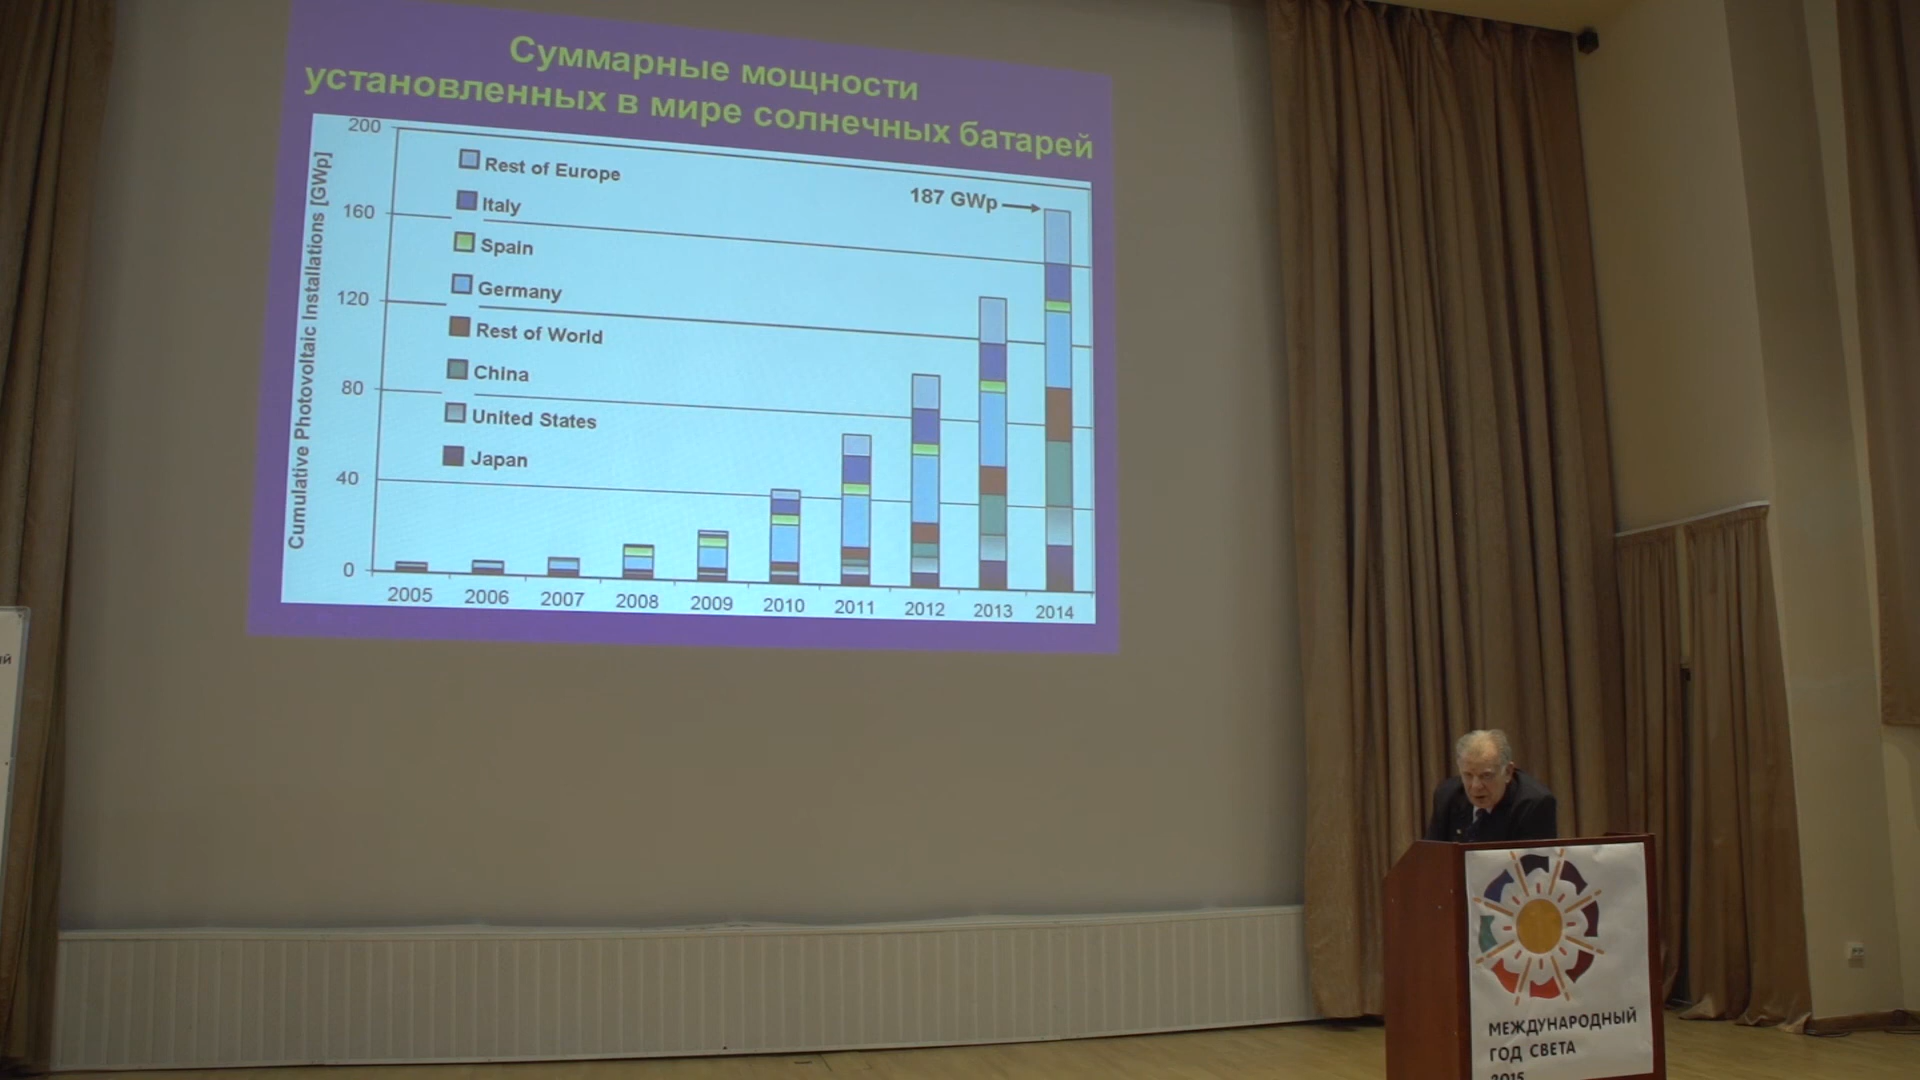 Суммарные мощности
установленных в мире солнечных батарей
Cumulative Photovoltaic Installations [GWp]
200
160
120
80
40
0
Rest of Europe
Italy
Spain
Germany
Rest of World
China
United States
Japan
187 GWp
2005 2006 2007 2008 2009 2010 2011 2012 2013 2014
ий
МЕЖДУНАРОДНЫЙ
ГОД СВЕТА
2015